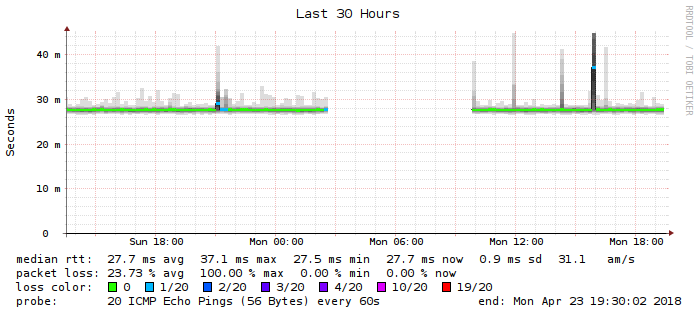 Last 30 Hours
RRDTOOL / TOBI OETIKER
Seconds
40 m
30 m
20 m
10 m
0
Sun 18:00 Mon 00:00 Mon 06:00 Mon 12:00 Mon 18:00
median rtt: 27.7 ms avg 37.1 ms max 27.5 ms min 27.7 ms now 0.9 ms sd 31.1 am/s
packet loss: 23.73 % avg 100.00 % max 0.00 % min 0.00 % now
loss color: 0 1/20 2/20 3/20 4/20 10/20 19/20
probe: 20 ICMP Echo Pings (56 Bytes) every 60s end: Mon Apr 23 19:30:02 2018